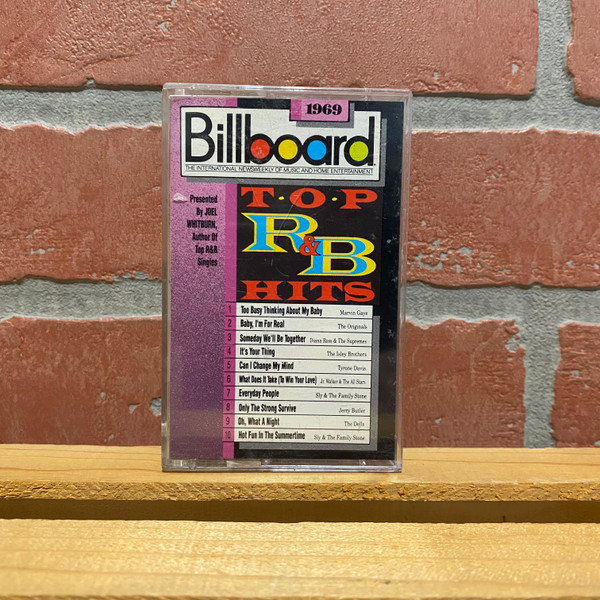 1969
Billboard
THE INTERNATIONAL NEWSWEEKLY OF MUSIC AND HOME ENTERTAINMENT
Presented
By JOEL
WHITBURN,
Author Of
Top R&B
Singles
T·O·P
R&B
HITS
1 Too Busy Thinking About My Baby Marvin Gaye
2 Baby, I'm For Real The Originals
3 Someday We'll Be Together Diana Ross & The Supremes
4 It's Your Thing The Isley Brothers
5 Can I Change My Mind Tyrone Davis
6 What Does It Take (To Win Your Love) Jr. Walker & The All Stars
7 Everyday People Sly & The Family Stone
8 Only The Strong Survive Jerry Butler
9 Oh, What A Night The Dells
10 Hot Fun In The Summertime Sly & The Family Stone